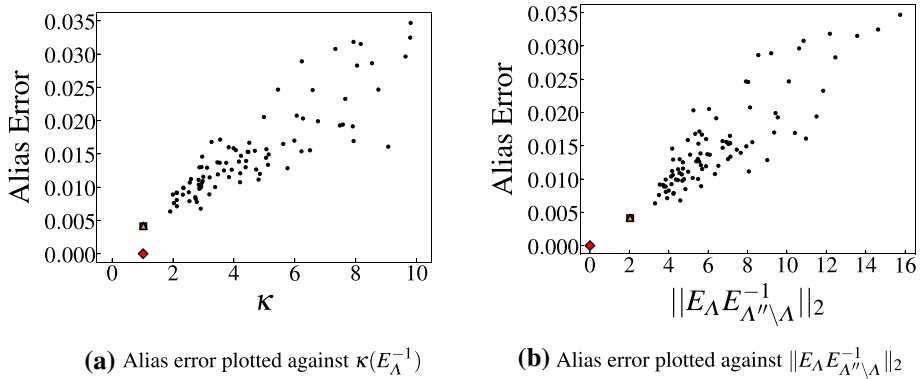 0.035
0.030
0.025
0.020
0.015
0.010
0.005
0.000
Alias Error
0 2 4 6 8 10
κ
(a) Alias error plotted against κ(E_Λ^{-1})
0.035
0.030
0.025
0.020
0.015
0.010
0.005
0.000
Alias Error
0 2 4 6 8 10 12 14 16
||E_Λ E_{Λ''\Λ}^{-1}||_2
(b) Alias error plotted against ‖E_Λ E_{Λ''\Λ}^{-1}‖_2